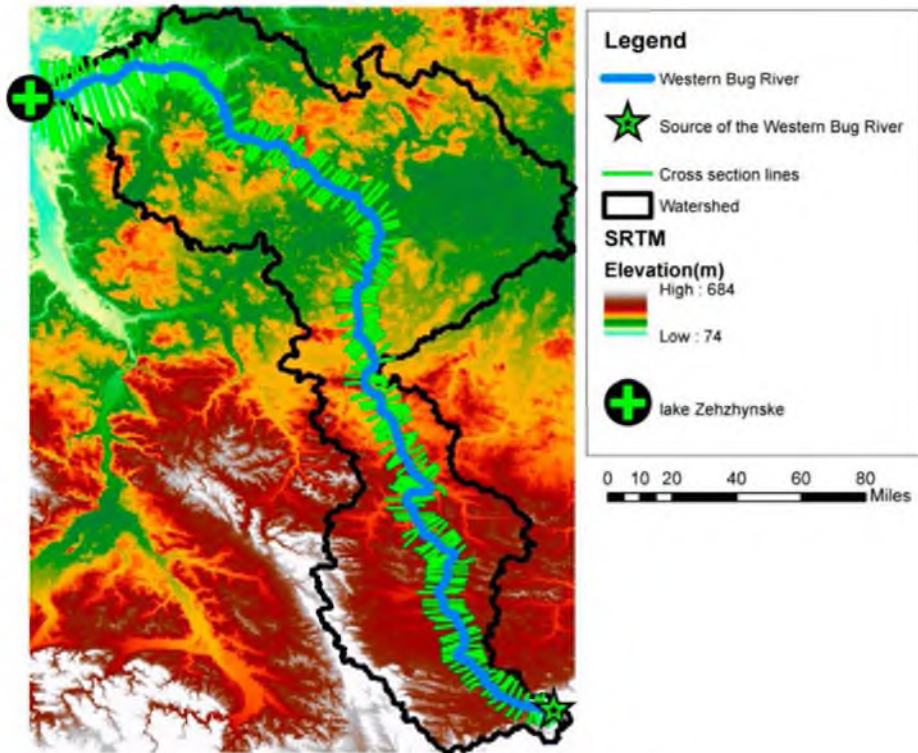 Legend
Western Bug River
Source of the Western Bug River
Cross section lines
Watershed
SRTM
Elevation(m)
High : 684
Low : 74
lake Zehzhynske
0 10 20 40 60 80
Miles